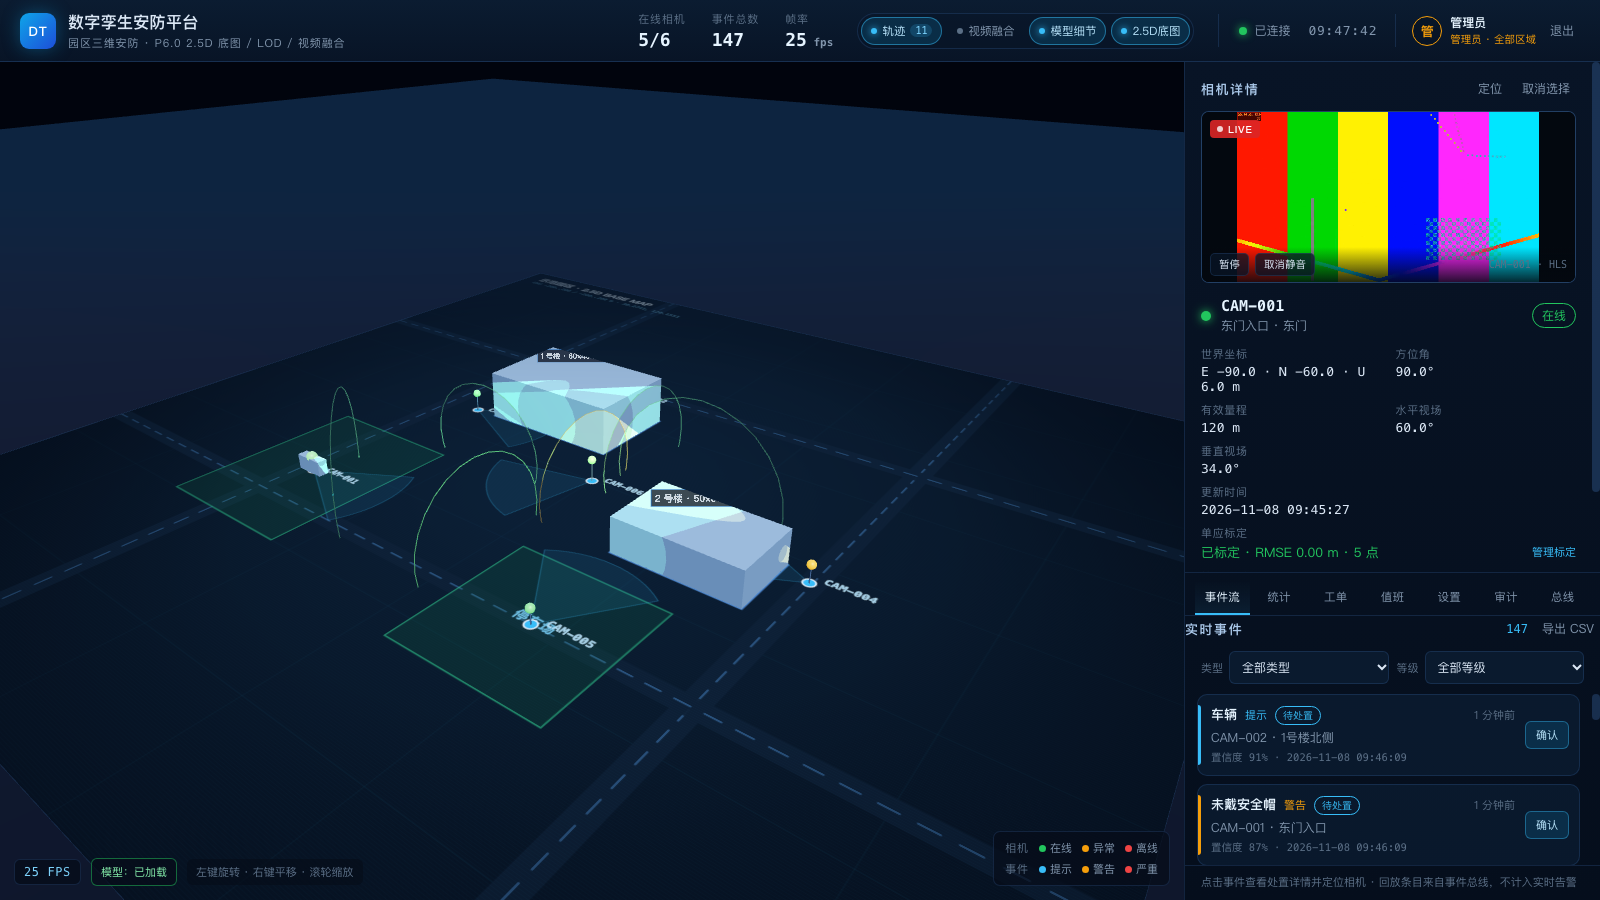 DT
数字孪生安防平台
园区三维安防 · P6.0 2.5D 底图 / LOD / 视频融合
在线相机
5/6
事件总数
147
帧率
25 fps
轨迹 11
视频融合
模型细节
2.5D底图
已连接
09:47:42
管
管理员
管理员 · 全部区域
退出
1号楼
CAM-001
CAM-006
2 号楼
CAM-004
停车场
CAM-005
25 FPS
模型: 已加载
左键旋转 · 右键平移 · 滚轮缩放
相机 在线 异常 离线
事件 提示 警告 严重
相机详情
定位
取消选择
LIVE
暂停
取消静音
HLS
CAM-001
东门入口 · 东门
在线
世界坐标
E -90.0 · N -60.0 · U
6.0 m
方位角
90.0°
有效量程
120 m
水平视场
60.0°
垂直视场
34.0°
更新时间
2026-11-08 09:45:27
单应标定
已标定 · RMSE 0.00 m · 5 点
管理标定
事件流
统计
工单
值班
设置
审计
总线
实时事件
147
导出 CSV
类型
全部类型
等级
全部等级
车辆 提示 待处置
1 分钟前
CAM-002 · 1号楼北侧
置信度 91% · 2026-11-08 09:46:09
确认
未戴安全帽 警告 待处置
1 分钟前
CAM-001 · 东门入口
置信度 87% · 2026-11-08 09:46:09
确认
点击事件查看处置详情并定位相机 · 回放条目来自事件总线，不计入实时告警